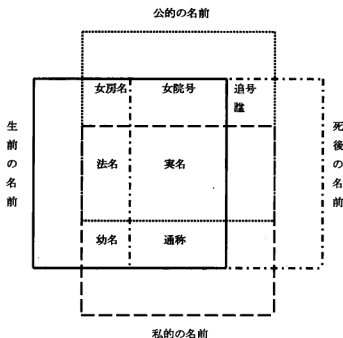 公的の名前
女房名 女院号 追号
諡
生前の名前
死後の名前
法名 実名
幼名 通称
私的の名前